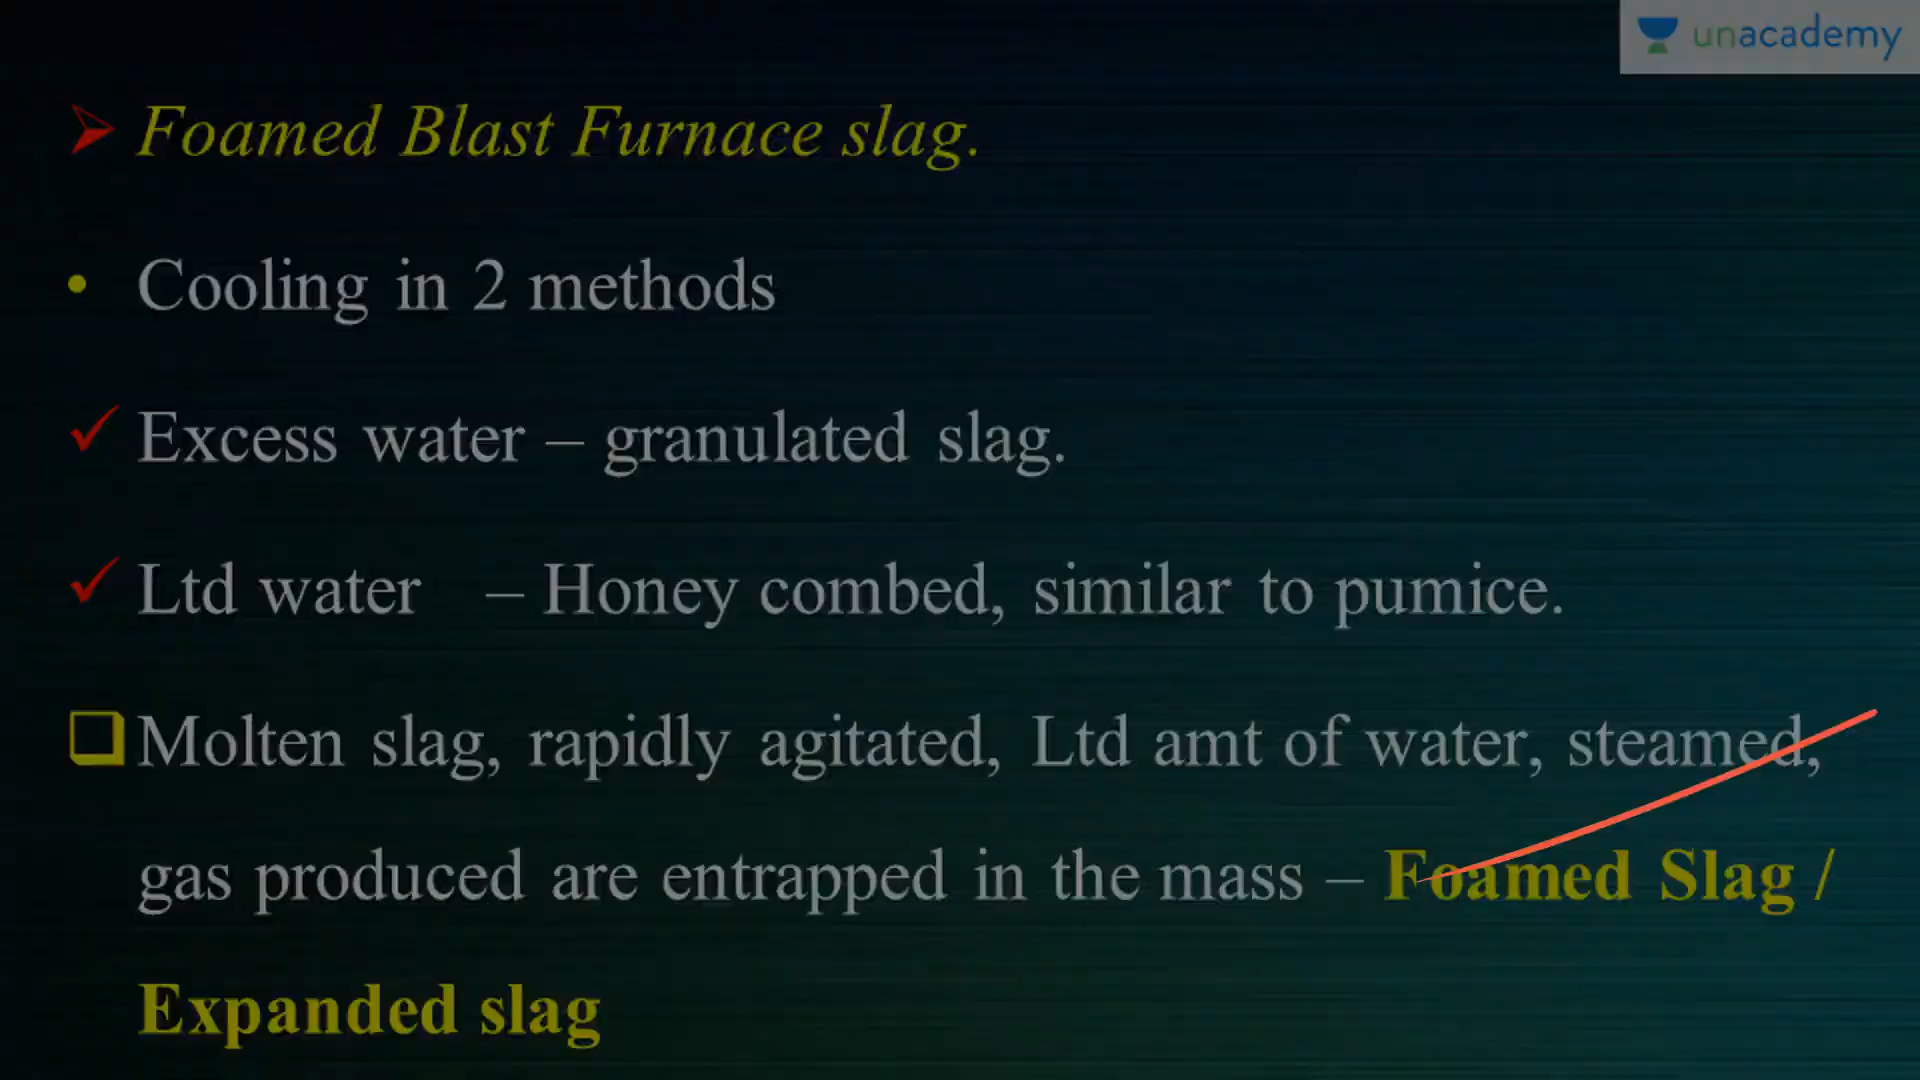 unacademy
Foamed Blast Furnace slag.
• Cooling in 2 methods
✓ Excess water – granulated slag.
✓ Ltd water – Honey combed, similar to pumice.
❑ Molten slag, rapidly agitated, Ltd amt of water, steamed,
gas produced are entrapped in the mass – Foamed Slag /
Expanded slag